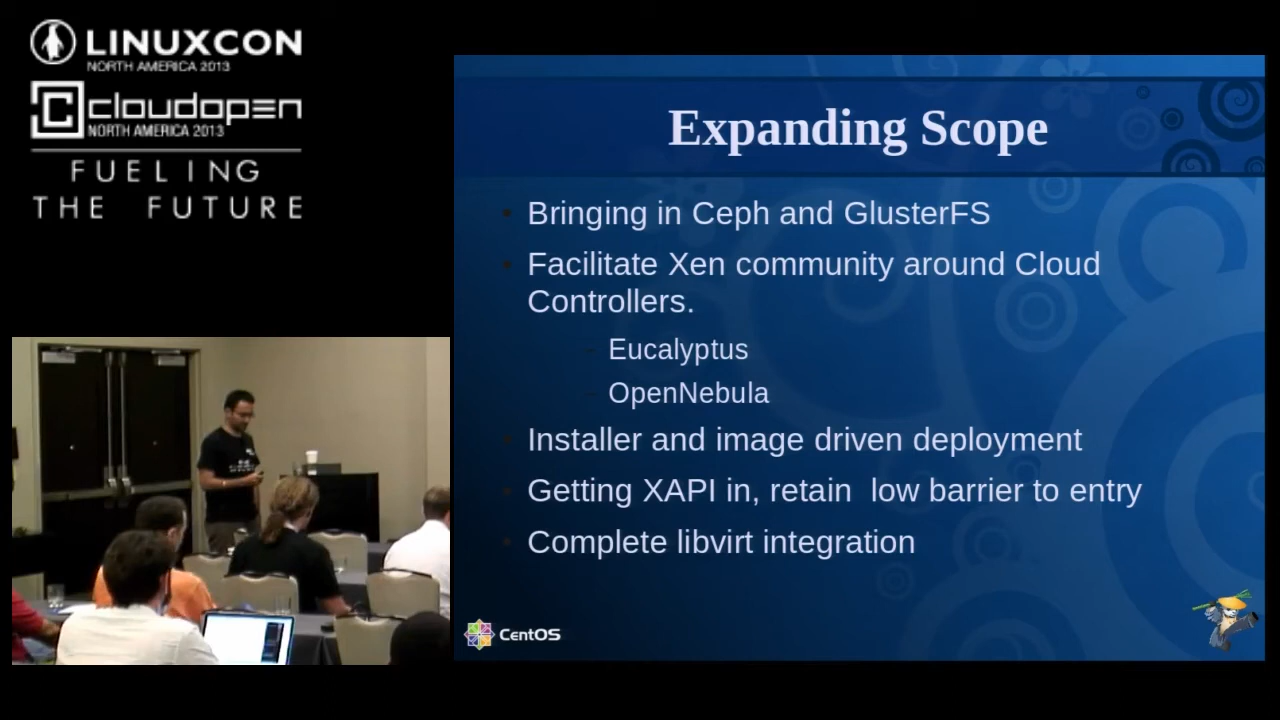 LINUXCON
NORTH AMERICA 2013
cloudopen
NORTH AMERICA 2013
FUELING
THE FUTURE
Expanding Scope
Bringing in Ceph and GlusterFS
Facilitate Xen community around Cloud
Controllers.
Eucalyptus
OpenNebula
Installer and image driven deployment
Getting XAPI in, retain low barrier to entry
Complete libvirt integration
CentOS